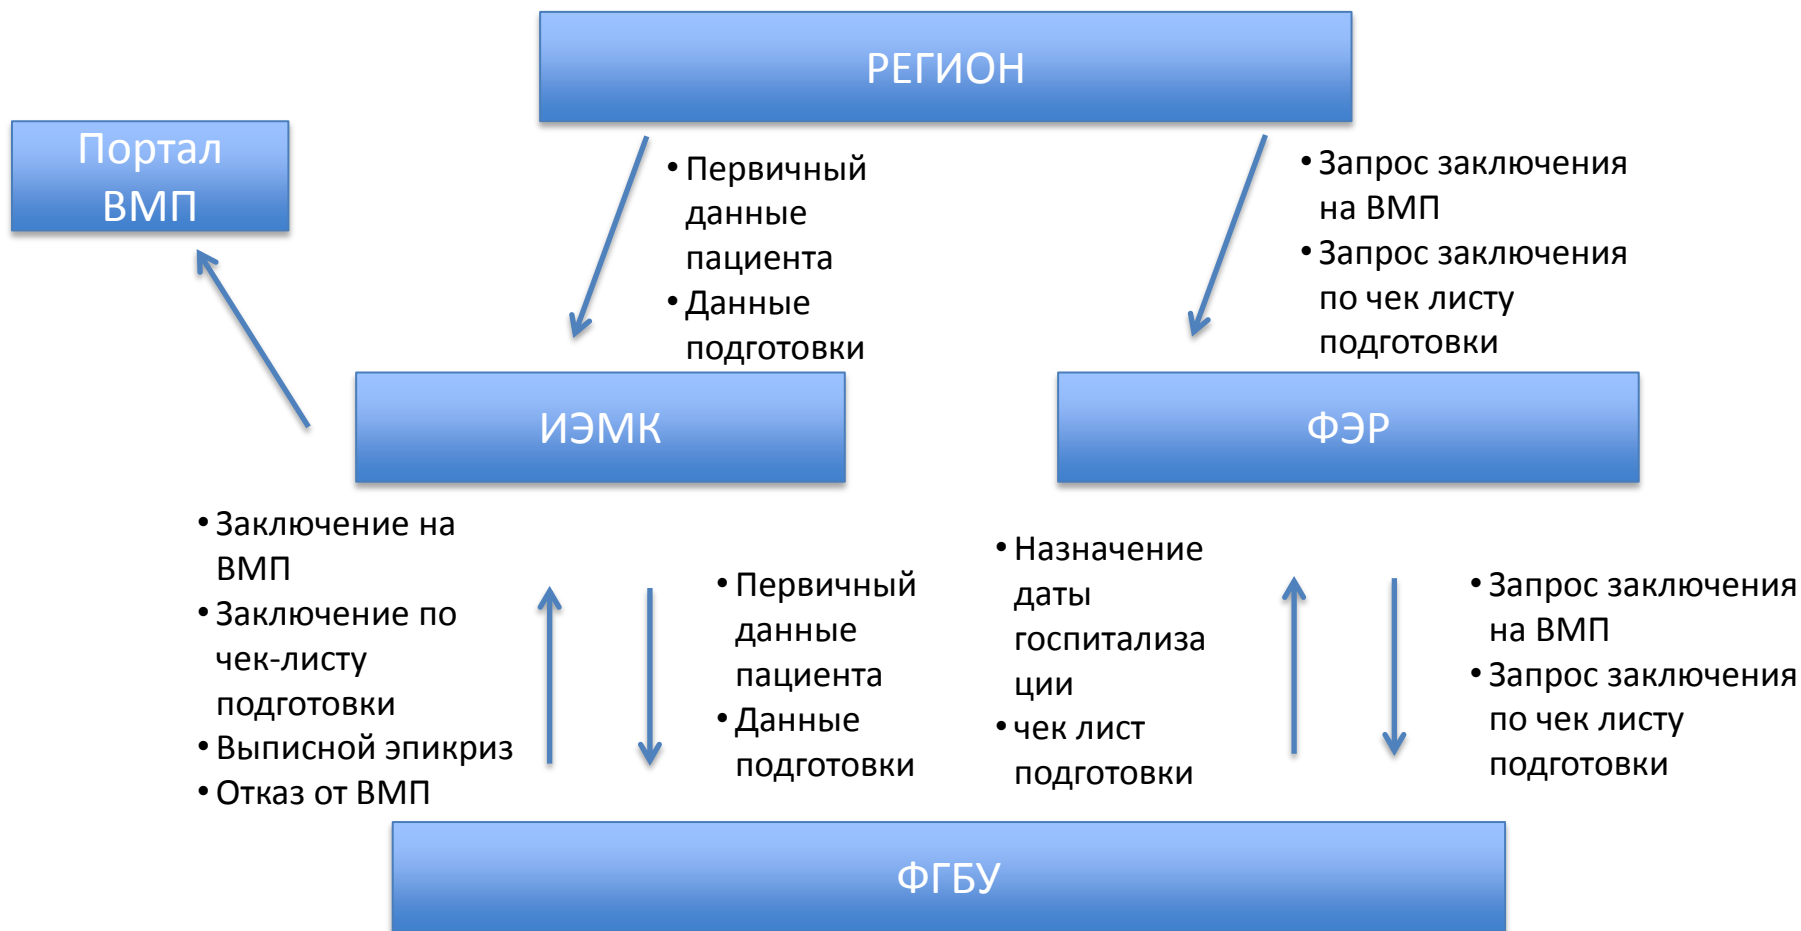 РЕГИОН
Портал
ВМП
• Первичный
данные
пациента
• Данные
подготовки
• Запрос заключения
на ВМП
• Запрос заключения
по чек листу
подготовки
ИЭМК
ФЭР
• Заключение на
ВМП
• Заключение по
чек-листу
подготовки
• Выписной эпикриз
• Отказ от ВМП
• Первичный
данные
пациента
• Данные
подготовки
• Назначение
даты
госпитализа
ции
• чек лист
подготовки
• Запрос заключения
на ВМП
• Запрос заключения
по чек листу
подготовки
ФГБУ